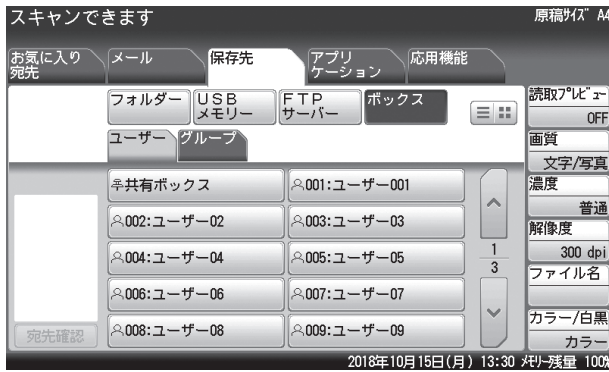 スキャンできます
原稿ｻｲｽﾞ A4
お気に入り
宛先
メール
保存先
アプリ
ケーション
応用機能
フォルダー
USB
メモリー
FTP
サーバー
ボックス
ユーザー
グループ
共有ボックス
001:ユーザー001
002:ユーザー02
003:ユーザー03
004:ユーザー04
005:ユーザー05
006:ユーザー06
007:ユーザー07
008:ユーザー08
009:ユーザー09
1
3
宛先確認
読取ﾌﾟﾚﾋﾞｭｰ
OFF
画質
文字/写真
濃度
普通
解像度
300 dpi
ファイル名
カラー/白黒
カラー
2018年10月15日(月) 13:30 ﾒﾓﾘｰ残量 100%